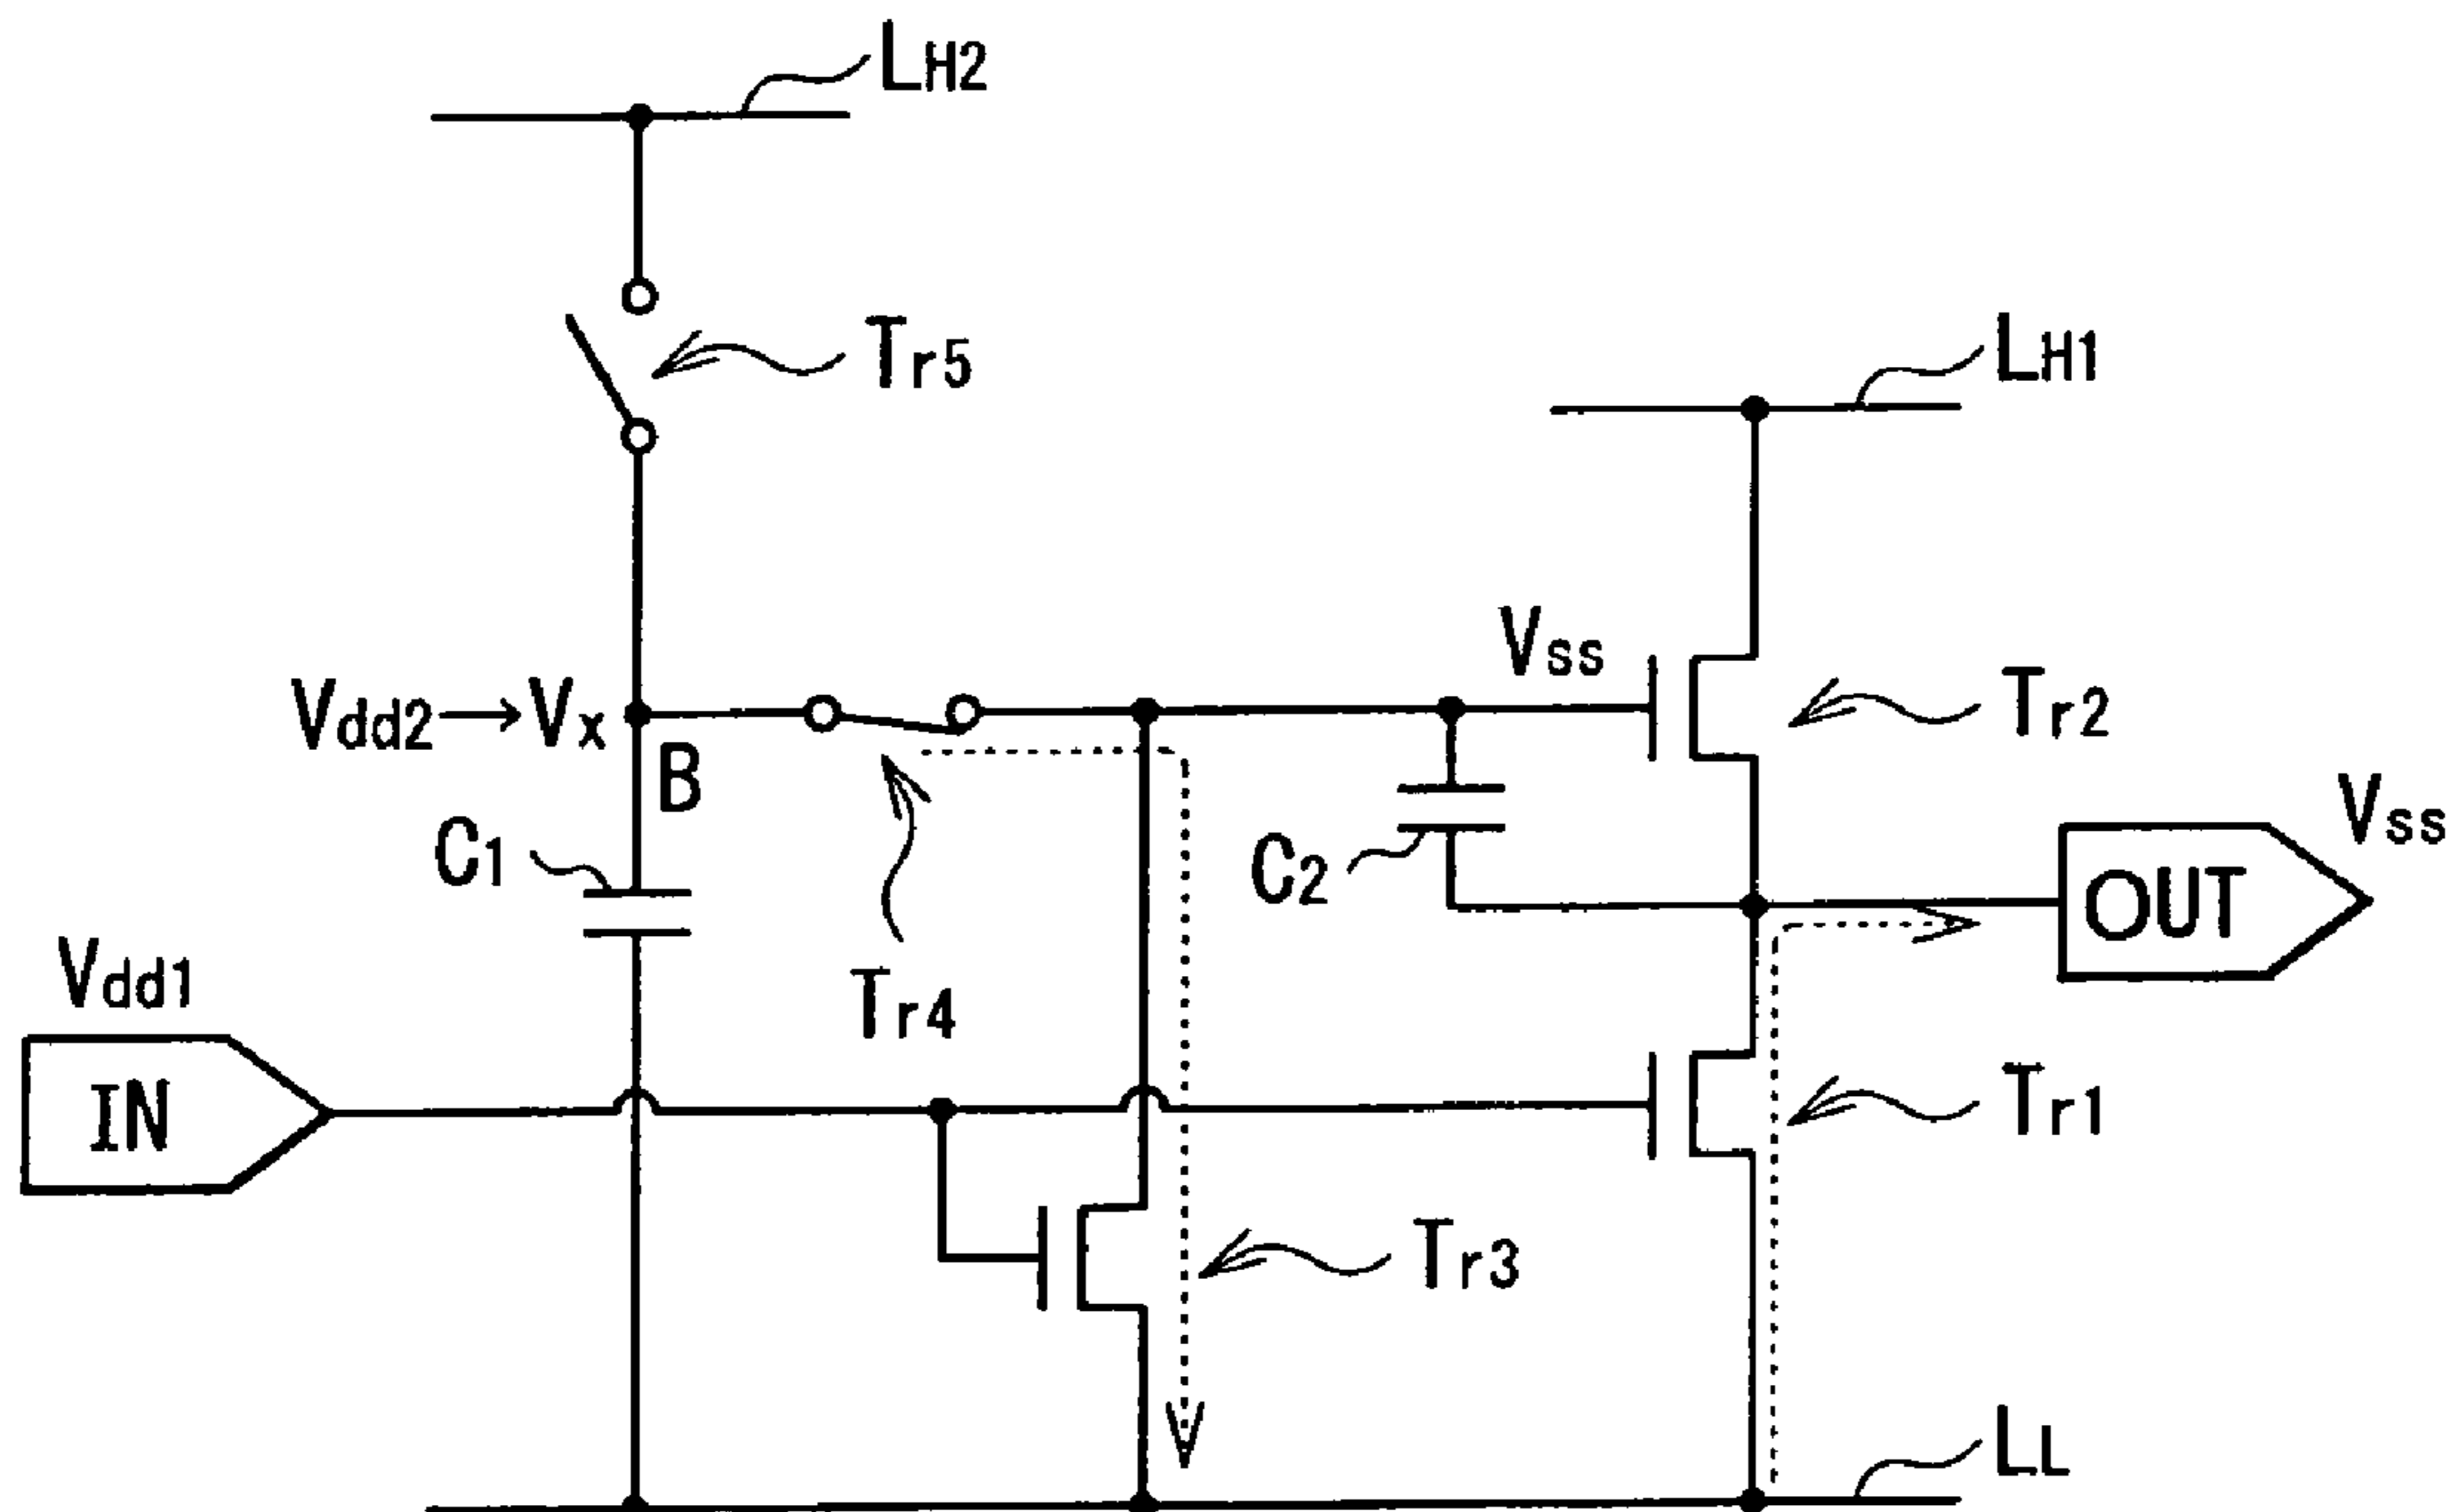 LH2
Tr5
LH1
Vss
Tr2
Vdd2→Vx
B
Vss
C1
C2
OUT
Vdd1
Tr4
IN
Tr1
Tr3
LL